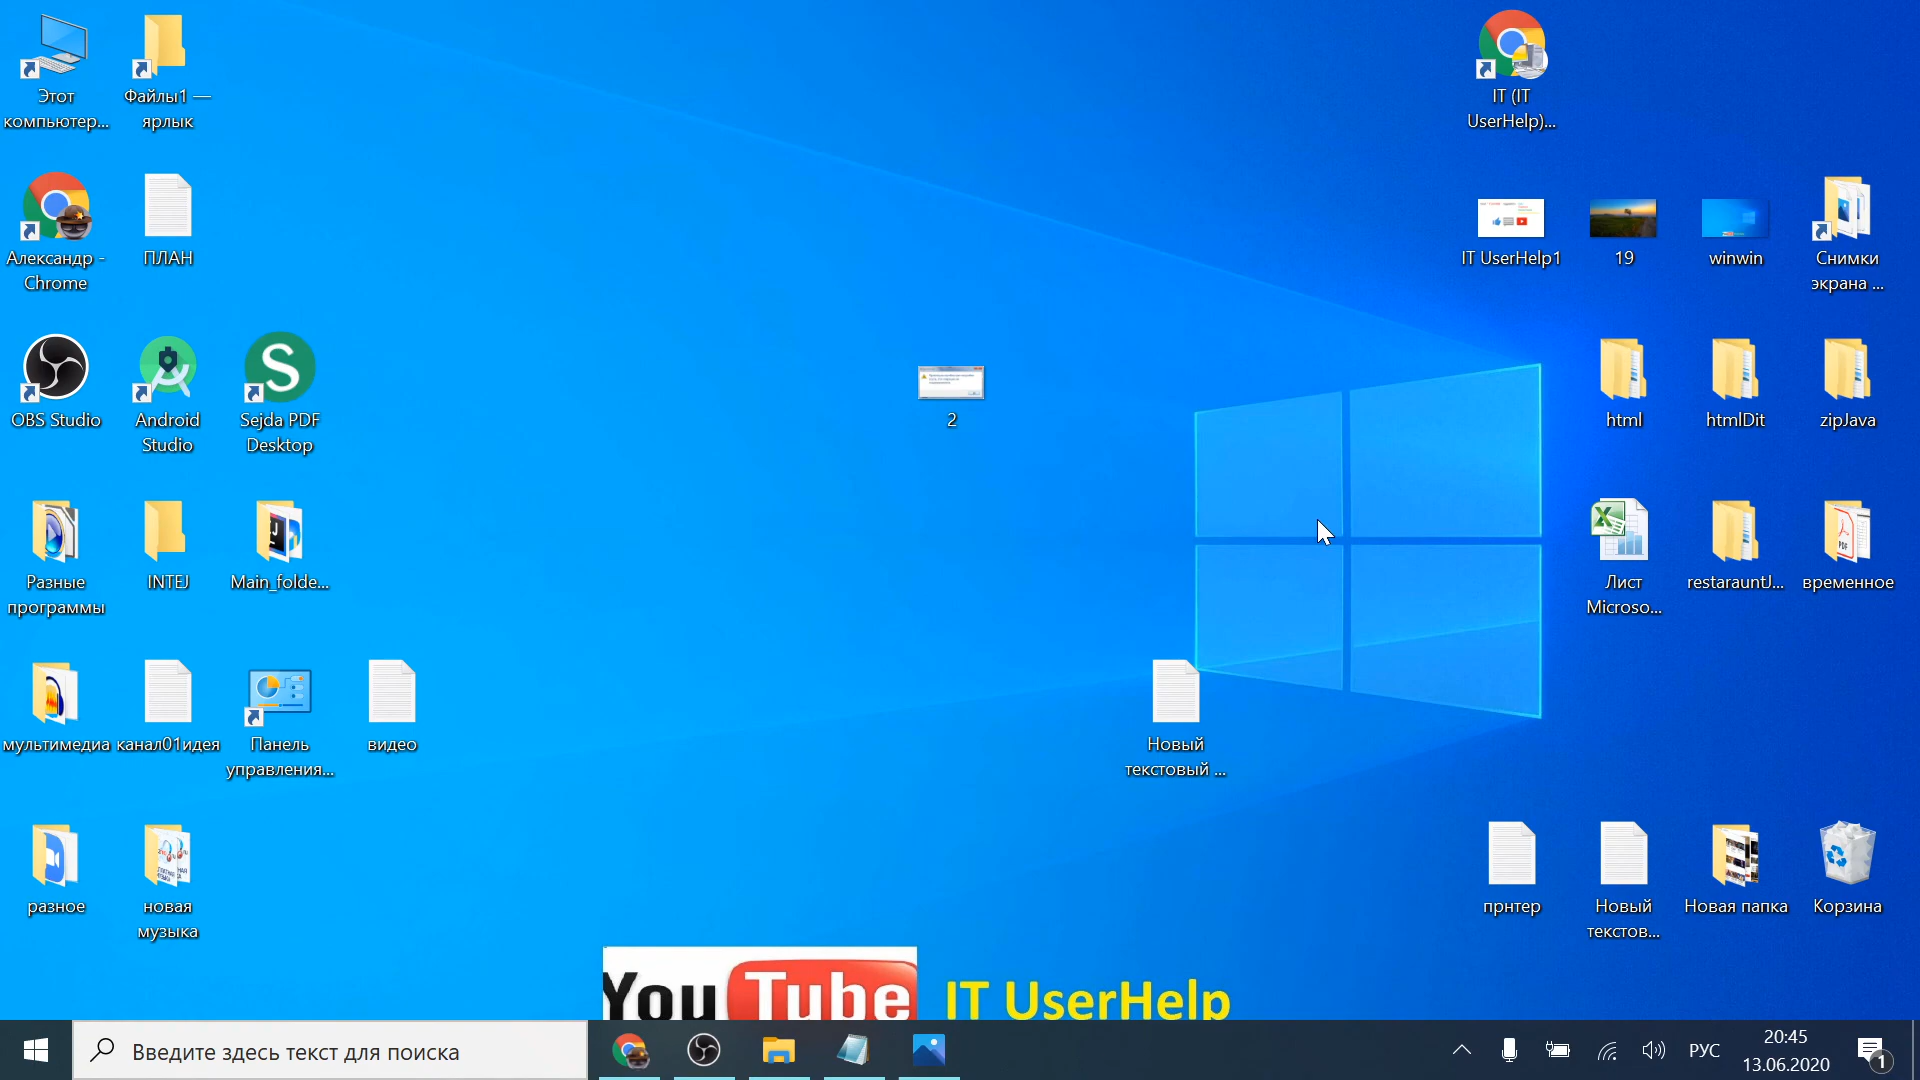 Этот
компьютер...
Файлы1 —
ярлык
IT (IT
UserHelp)...
Александр -
Chrome
ПЛАН
IT UserHelp1
19
winwin
Снимки
экрана ...
OBS Studio
Android
Studio
Sejda PDF
Desktop
2
html
htmlDit
zipJava
Разные
программы
INTEJ
Main_folde...
Лист
Microso...
restarauntJ...
временное
мультимедиа
канал01идея
Панель
управления...
видео
Новый
текстовый ...
разное
новая
музыка
прнтер
Новый
текстов...
Новая папка
Корзина
YouTube
IT UserHelp
Введите здесь текст для поиска
РУС
20:45
13.06.2020
1